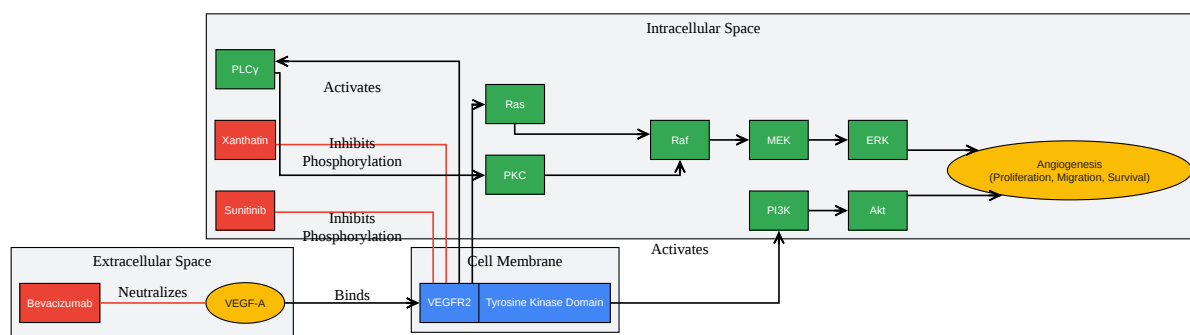 Intracellular Space
PLCγ
Activates
Ras
Xanthatin
Inhibits
Phosphorylation
Raf
MEK
ERK
Angiogenesis
(Proliferation, Migration, Survival)
PKC
Sunitinib
Inhibits
Phosphorylation
PI3K
Akt
Activates
Extracellular Space
Cell Membrane
Bevacizumab
Neutralizes
VEGF-A
Binds
VEGFR2
Tyrosine Kinase Domain